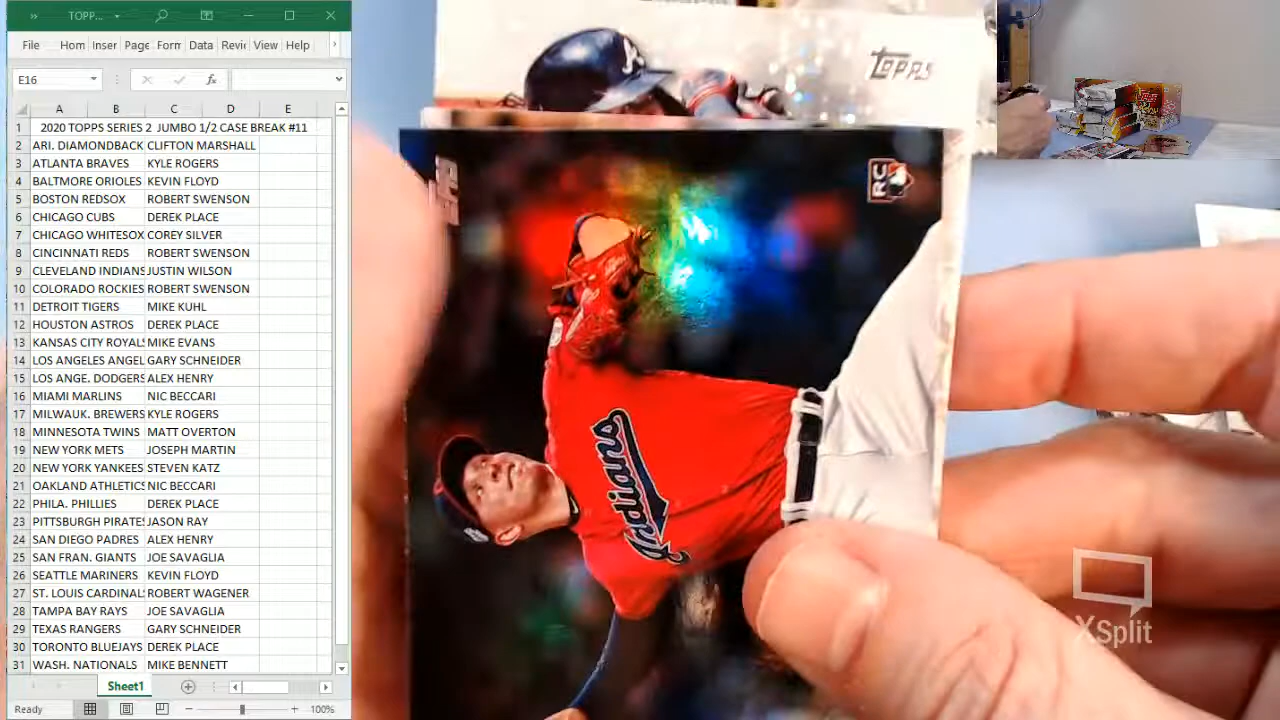 TOPP...
File Hom Inser Page Form Data Revi View Help
E16
fx
A B C D E
1 2020 TOPPS SERIES 2 JUMBO 1/2 CASE BREAK #11
2 ARI. DIAMONDBACK CLIFTON MARSHALL
3 ATLANTA BRAVES KYLE ROGERS
4 BALTMORE ORIOLES KEVIN FLOYD
5 BOSTON REDSOX ROBERT SWENSON
6 CHICAGO CUBS DEREK PLACE
7 CHICAGO WHITESOX COREY SILVER
8 CINCINNATI REDS ROBERT SWENSON
9 CLEVELAND INDIANS JUSTIN WILSON
10 COLORADO ROCKIES ROBERT SWENSON
11 DETROIT TIGERS MIKE KUHL
12 HOUSTON ASTROS DEREK PLACE
13 KANSAS CITY ROYALS MIKE EVANS
14 LOS ANGELES ANGEL GARY SCHNEIDER
15 LOS ANGE. DODGERS ALEX HENRY
16 MIAMI MARLINS NIC BECCARI
17 MILWAUK. BREWERS KYLE ROGERS
18 MINNESOTA TWINS MATT OVERTON
19 NEW YORK METS JOSEPH MARTIN
20 NEW YORK YANKEES STEVEN KATZ
21 OAKLAND ATHLETICS NIC BECCARI
22 PHILA. PHILLIES DEREK PLACE
23 PITTSBURGH PIRATES JASON RAY
24 SAN DIEGO PADRES ALEX HENRY
25 SAN FRAN. GIANTS JOE SAVAGLIA
26 SEATTLE MARINERS KEVIN FLOYD
27 ST. LOUIS CARDINALS ROBERT WAGENER
28 TAMPA BAY RAYS JOE SAVAGLIA
29 TEXAS RANGERS GARY SCHNEIDER
30 TORONTO BLUEJAYS DEREK PLACE
31 WASH. NATIONALS MIKE BENNETT
Sheet1
Ready
100%
A
TOPPS
RC
Indians
XSplit